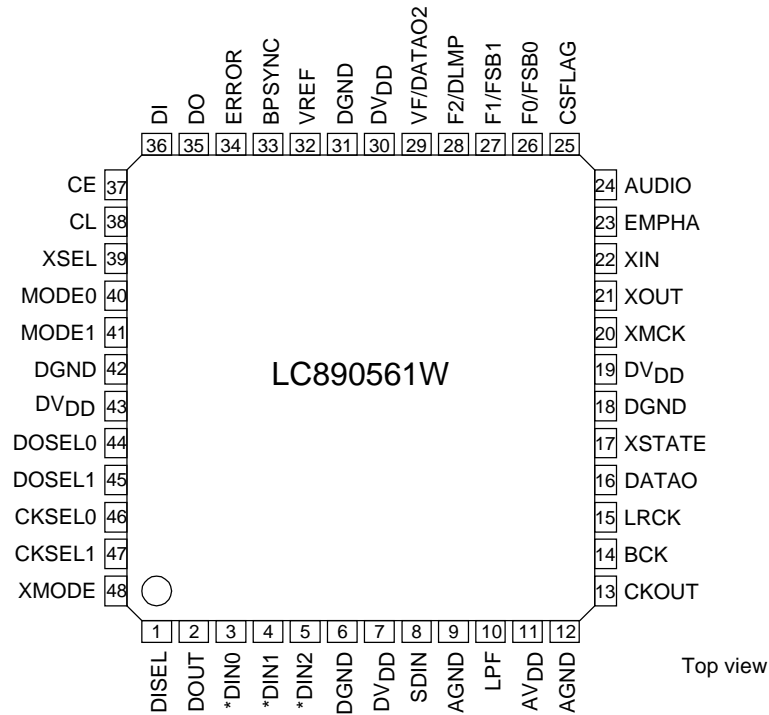 DI
DO
ERROR
BPSYNC
VREF
DGND
DVDD
VF/DATAO2
F2/DLMP
F1/FSB1
F0/FSB0
CSFLAG
36 35 34 33 32 31 30 29 28 27 26 25
CE 37
CL 38
XSEL 39
MODE0 40
MODE1 41
DGND 42
DVDD 43
DOSEL0 44
DOSEL1 45
CKSEL0 46
CKSEL1 47
XMODE 48
LC890561W
24 AUDIO
23 EMPHA
22 XIN
21 XOUT
20 XMCK
19 DVDD
18 DGND
17 XSTATE
16 DATAO
15 LRCK
14 BCK
13 CKOUT
1 2 3 4 5 6 7 8 9 10 11 12
DISEL
DOUT
*DIN0
*DIN1
*DIN2
DGND
DVDD
SDIN
AGND
LPF
AVDD
AGND
Top view